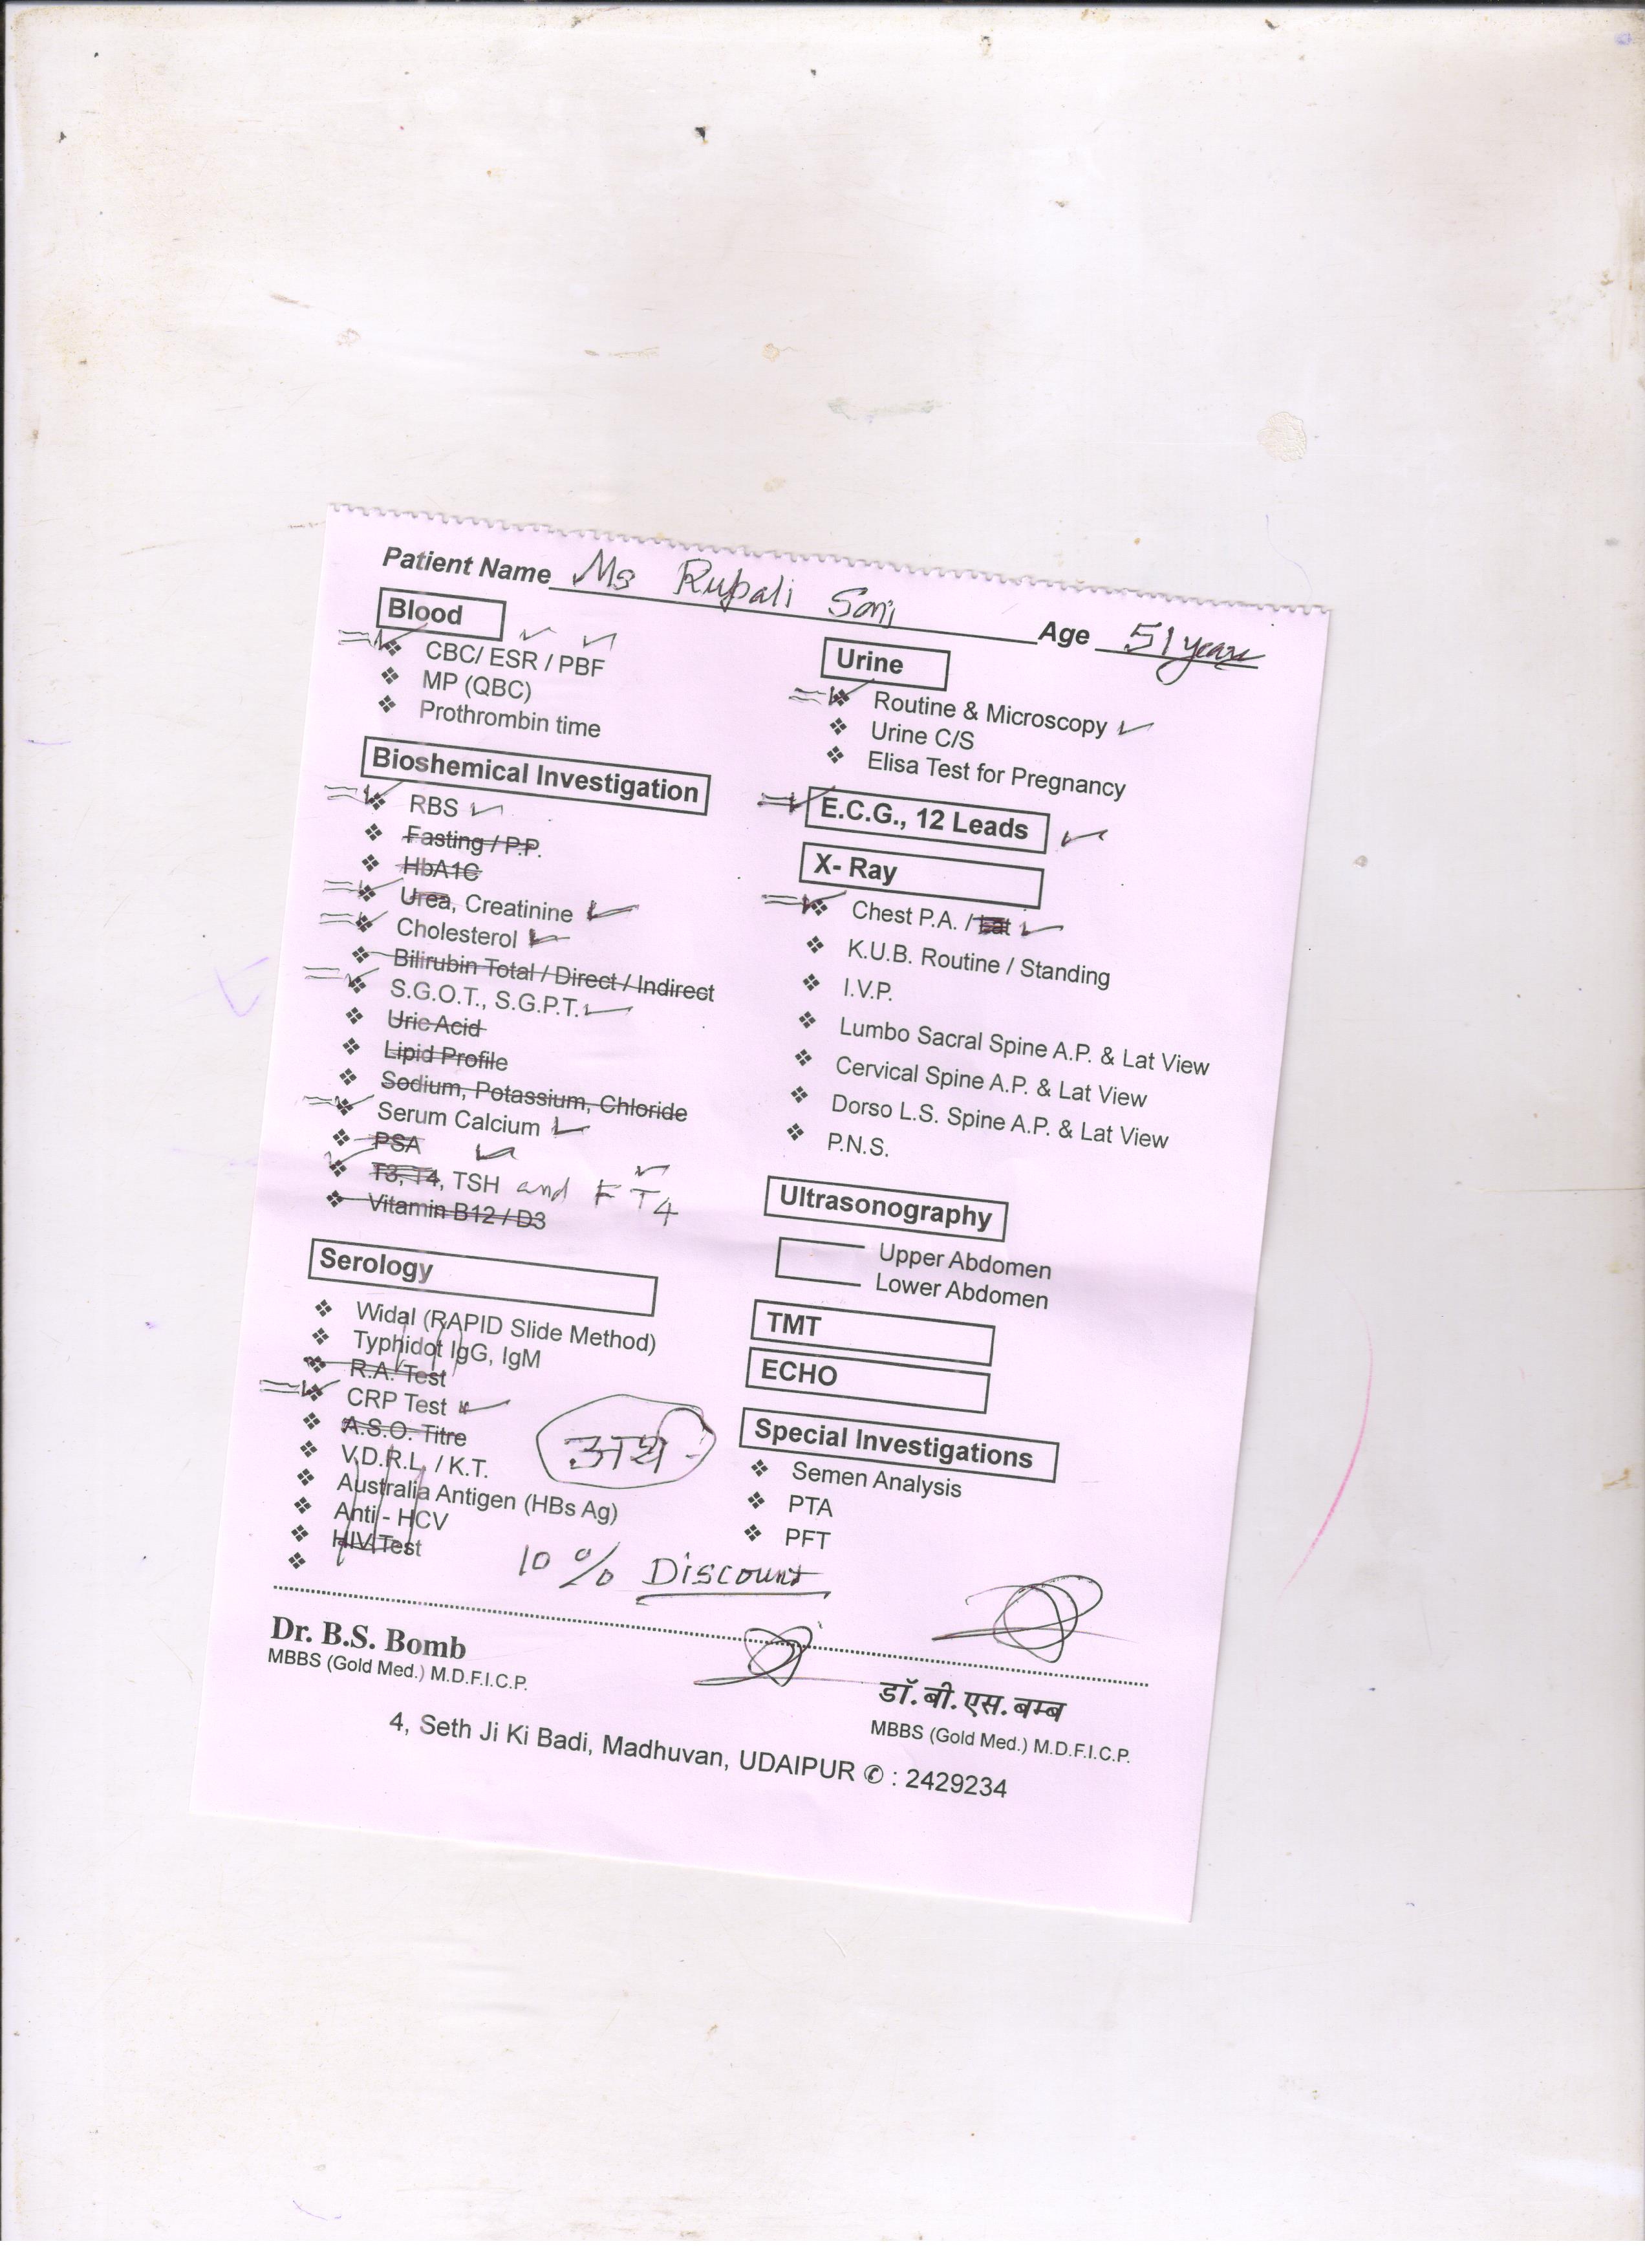 Patient Name Ms Rupali Soni Age 51 years
Blood
CBC/ ESR / PBF
MP (QBC)
Prothrombin time
Bioshemical Investigation
RBS
Fasting / P.P.
HbA1C
Urea, Creatinine
Cholesterol
Bilirubin Total / Direct / Indirect
S.G.O.T., S.G.P.T.
Uric Acid
Lipid Profile
Sodium, Potassium, Chloride
Serum Calcium
PSA
T3, T4, TSH and FT4
Vitamin B12 / D3
Serology
Widal (RAPID Slide Method)
Typhidot IgG, IgM
R.A. Test
CRP Test
A.S.O. Titre
V.D.R.L. / K.T.
Australia Antigen (HBs Ag)
Anti - HCV
HIV Test
Urine
Routine & Microscopy
Urine C/S
Elisa Test for Pregnancy
E.C.G., 12 Leads
X- Ray
Chest P.A. / Lat
K.U.B. Routine / Standing
I.V.P.
Lumbo Sacral Spine A.P. & Lat View
Cervical Spine A.P. & Lat View
Dorso L.S. Spine A.P. & Lat View
P.N.S.
Ultrasonography
Upper Abdomen
Lower Abdomen
TMT
ECHO
Special Investigations
Semen Analysis
PTA
PFT
अर्थ
10 % Discount
Dr. B.S. Bomb
MBBS (Gold Med.) M.D.F.I.C.P.
डॉ. बी. एस. बम्ब
MBBS (Gold Med.) M.D.F.I.C.P.
4, Seth Ji Ki Badi, Madhuvan, UDAIPUR ✆ : 2429234